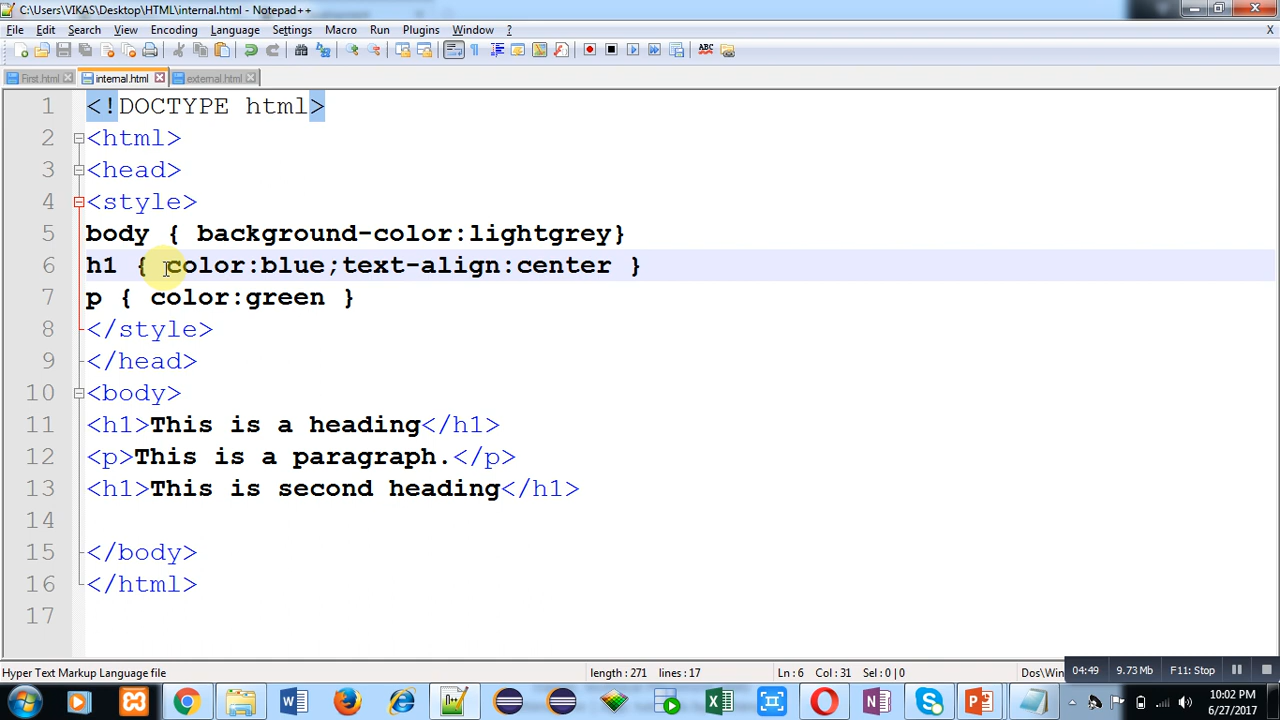 C:\Users\VIKAS\Desktop\HTML\internal.html - Notepad++
File Edit Search View Encoding Language Settings Macro Run Plugins Window ? X
First.html internal.html external.html
1 <!DOCTYPE html>
2 <html>
3 <head>
4 <style>
5 body { background-color:lightgrey}
6 h1 { color:blue;text-align:center }
7 p { color:green }
8 </style>
9 </head>
10 <body>
11 <h1>This is a heading</h1>
12 <p>This is a paragraph.</p>
13 <h1>This is second heading</h1>
14
15 </body>
16 </html>
17
Hyper Text Markup Language file length : 271 lines : 17 Ln : 6 Col : 31 Sel : 0 | 0 Dos\Win
04:49 9.73 Mb F11: Stop
10:02 PM
6/27/2017